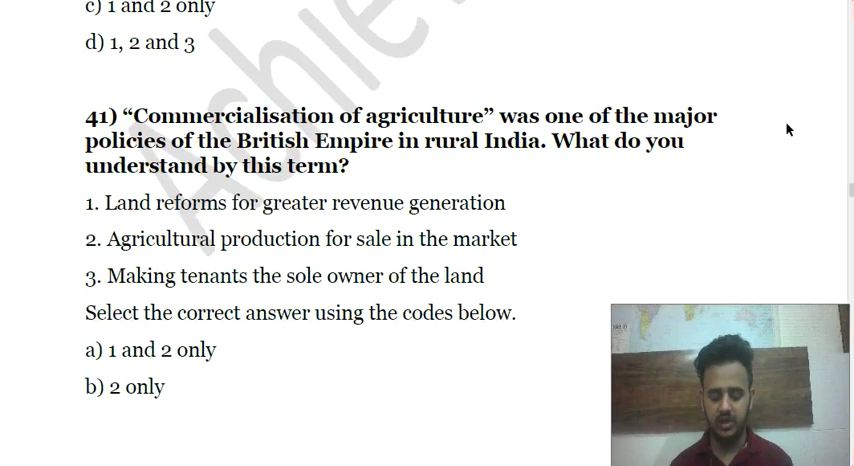 c) 1 and 2 only
d) 1, 2 and 3
Achie
41) “Commercialisation of agriculture” was one of the major
policies of the British Empire in rural India. What do you
understand by this term?
1. Land reforms for greater revenue generation
2. Agricultural production for sale in the market
3. Making tenants the sole owner of the land
Select the correct answer using the codes below.
a) 1 and 2 only
b) 2 only